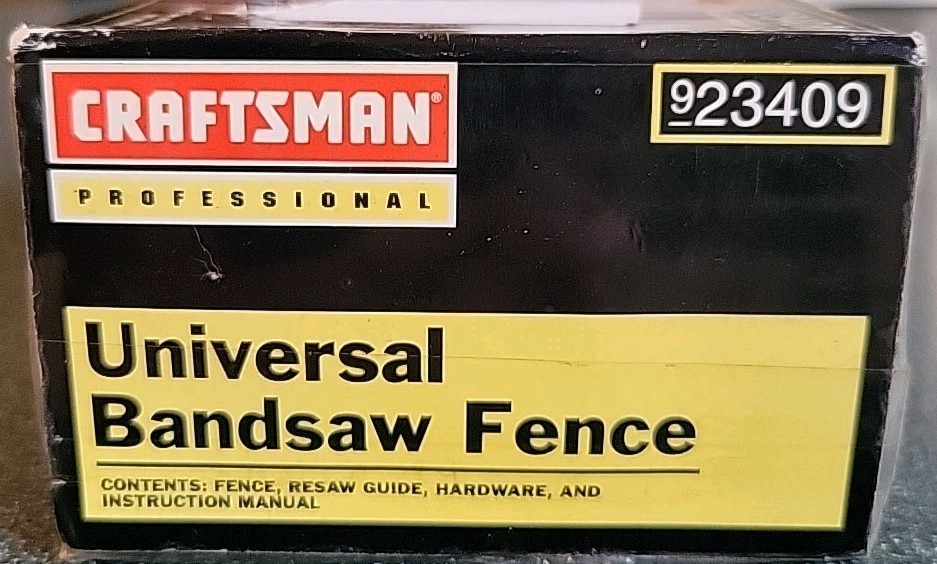 CRAFTSMAN®
923409
PROFESSIONAL
Universal
Bandsaw Fence
CONTENTS: FENCE, RESAW GUIDE, HARDWARE, AND
INSTRUCTION MANUAL